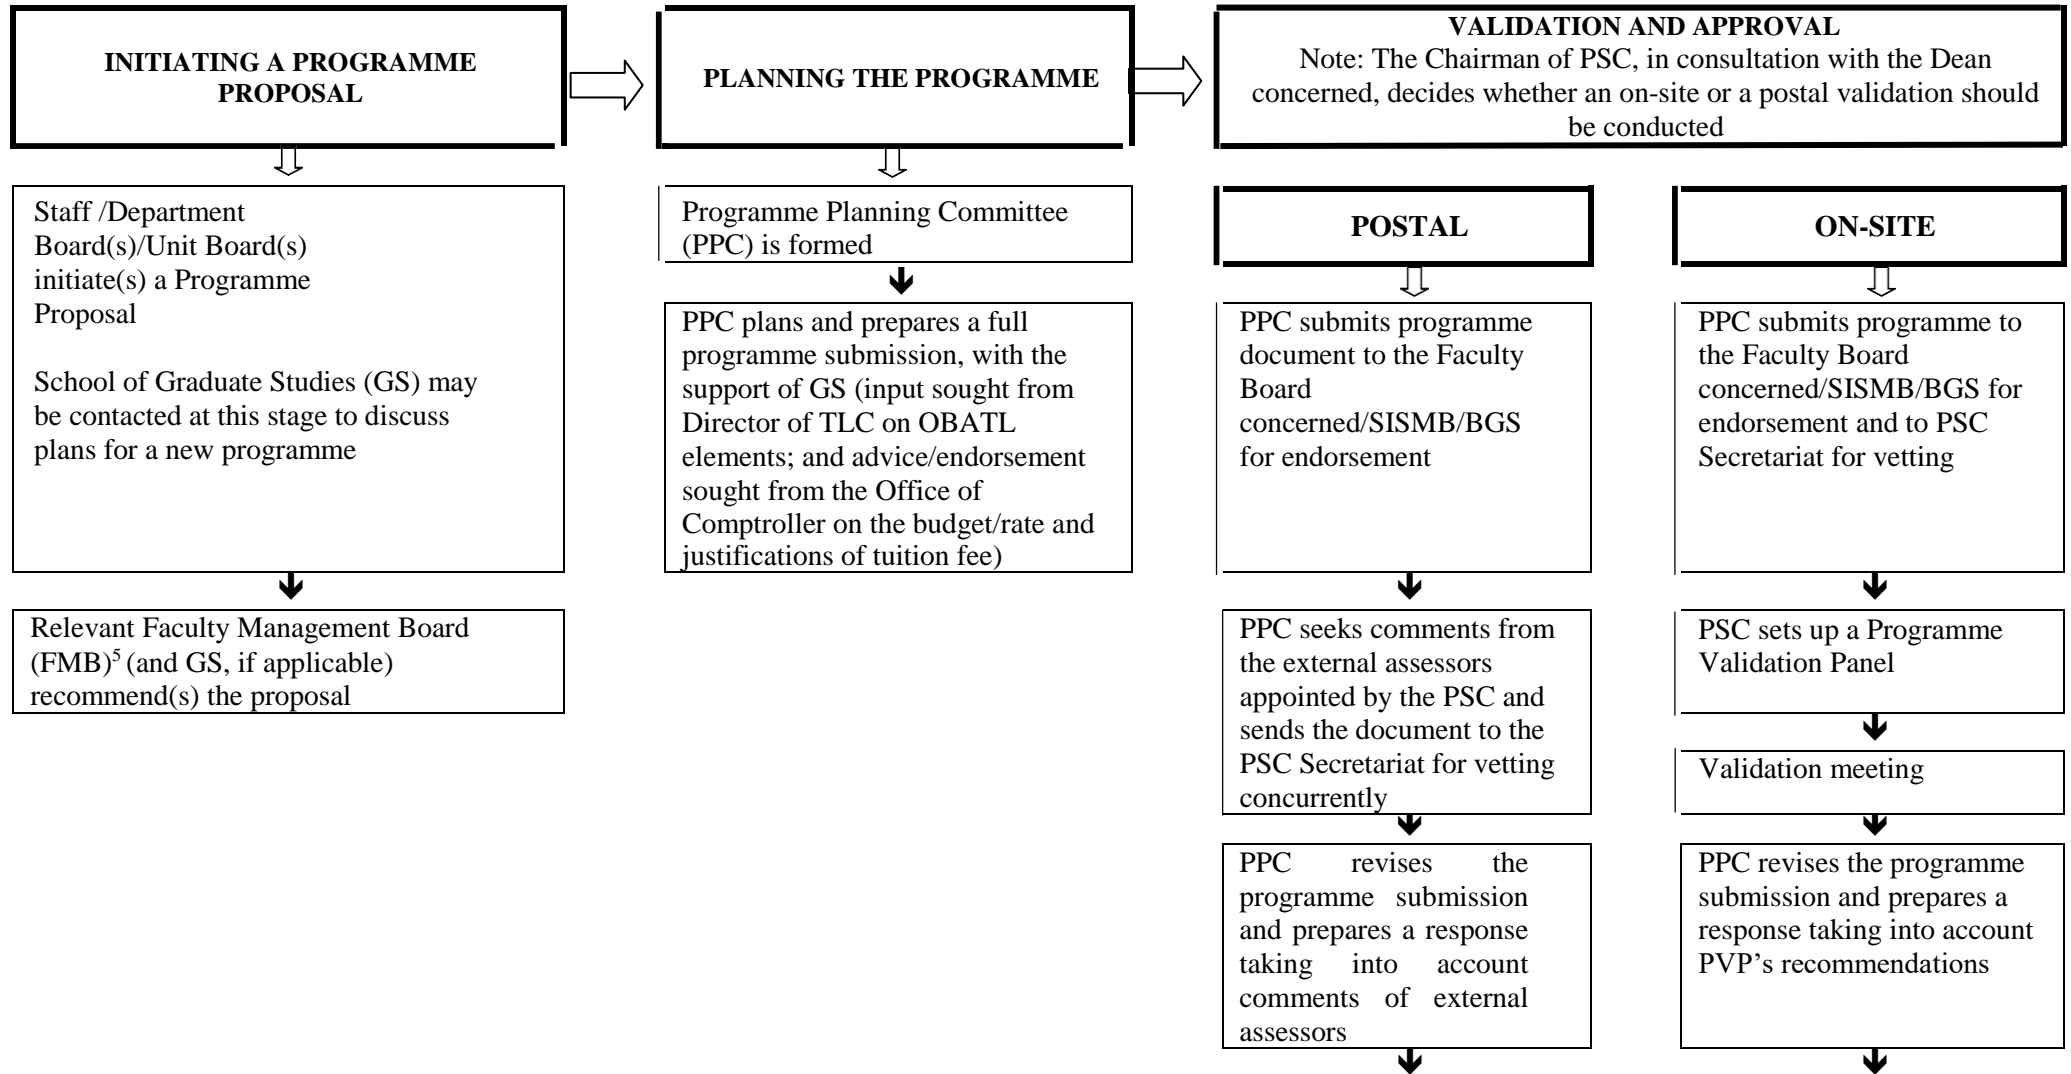 INITIATING A PROGRAMME
PROPOSAL
PLANNING THE PROGRAMME
VALIDATION AND APPROVAL
Note: The Chairman of PSC, in consultation with the Dean
concerned, decides whether an on-site or a postal validation should
be conducted
Staff /Department
Board(s)/Unit Board(s)
initiate(s) a Programme
Proposal
School of Graduate Studies (GS) may
be contacted at this stage to discuss
plans for a new programme
Relevant Faculty Management Board
(FMB)5 (and GS, if applicable)
recommend(s) the proposal
Programme Planning Committee
(PPC) is formed
PPC plans and prepares a full
programme submission, with the
support of GS (input sought from
Director of TLC on OBATL
elements; and advice/endorsement
sought from the Office of
Comptroller on the budget/rate and
justifications of tuition fee)
POSTAL
PPC submits programme
document to the Faculty
Board
concerned/SISMB/BGS
for endorsement
PPC seeks comments from
the external assessors
appointed by the PSC and
sends the document to the
PSC Secretariat for vetting
concurrently
PPC revises the
programme submission
and prepares a response
taking into account
comments of external
assessors
ON-SITE
PPC submits programme to
the Faculty Board
concerned/SISMB/BGS for
endorsement and to PSC
Secretariat for vetting
PSC sets up a Programme
Validation Panel
Validation meeting
PPC revises the programme
submission and prepares a
response taking into account
PVP’s recommendations